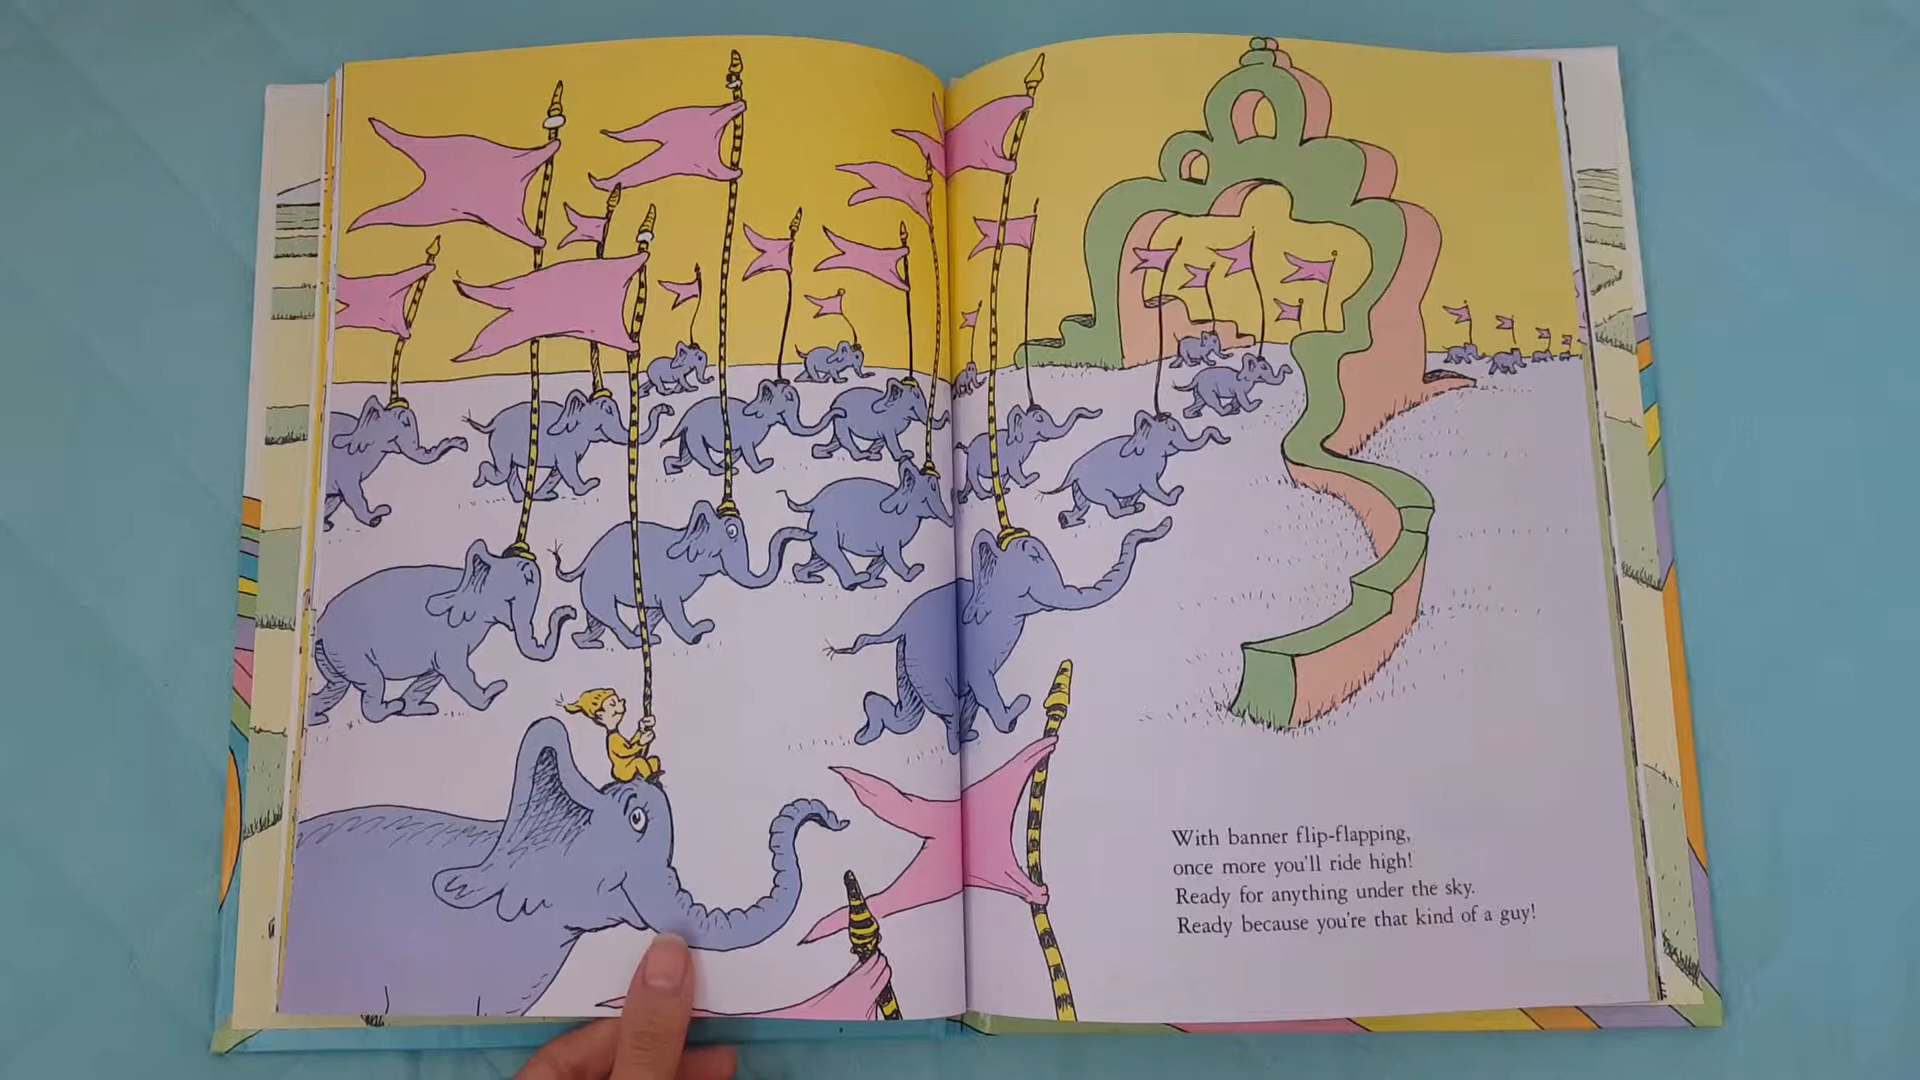 With banner flip-flapping,
once more you'll ride high!
Ready for anything under the sky.
Ready because you're that kind of a guy!